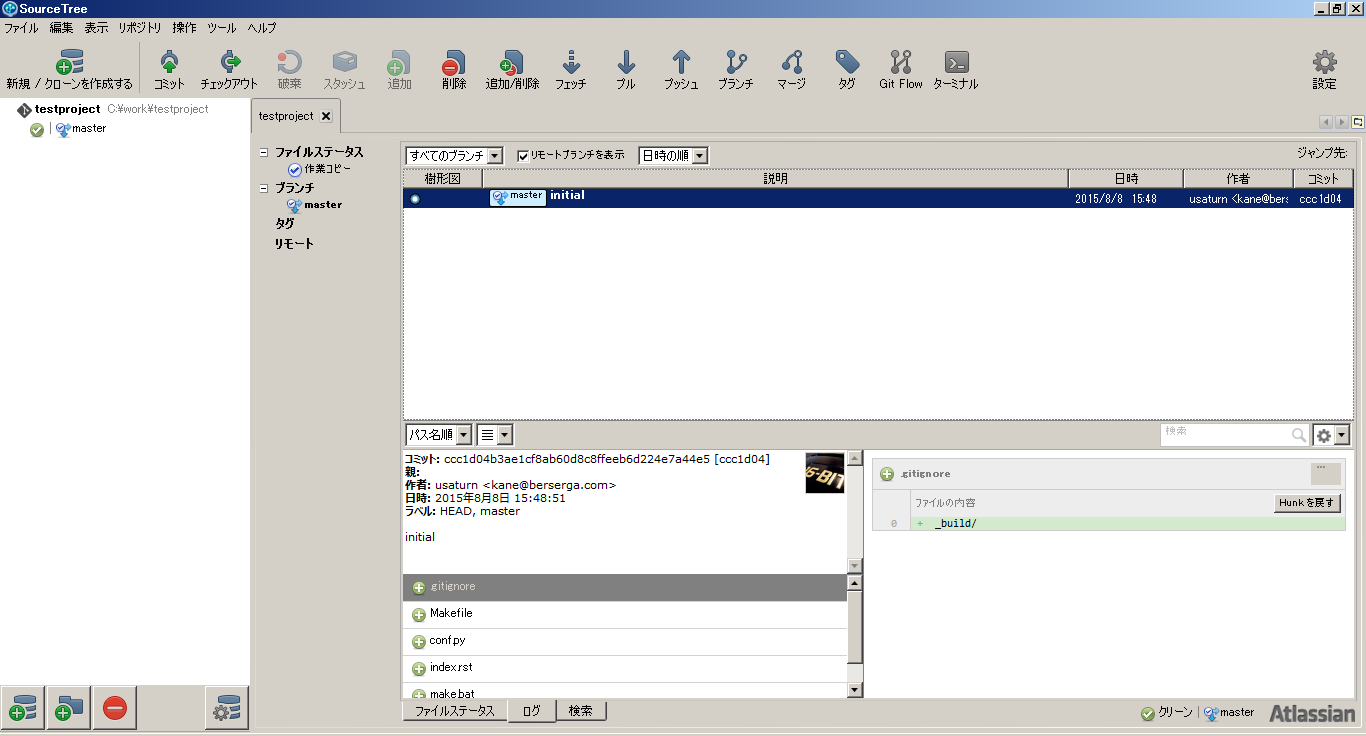 SourceTree
ファイル 編集 表示 リポジトリ 操作 ツール ヘルプ
新規 / クローンを作成する コミット チェックアウト 破棄 スタッシュ 追加 削除 追加/削除 フェッチ プル プッシュ ブランチ マージ タグ Git Flow ターミナル 設定
testproject C:¥work¥testproject
master
testproject
ファイルステータス
作業コピー
ブランチ
master
タグ
リモート
すべてのブランチ リモートブランチを表示 日時の順 ジャンプ先:
樹形図 説明 日時 作者 コミット
master initial 2015/8/8 15:48 usaturn <kane@bers ccc1d04
パス名順 検索
コミット: ccc1d04b3ae1cf8ab60d8c8ffeeb6d224e7a44e5 [ccc1d04]
親:
作者: usaturn <kane@berserga.com>
日時: 2015年8月8日 15:48:51
ラベル: HEAD, master
initial
.gitignore
Makefile
conf.py
index.rst
make.bat
.gitignore
ファイルの内容 Hunk を戻す
0 + _build/
ファイルステータス ログ 検索
クリーン master Atlassian